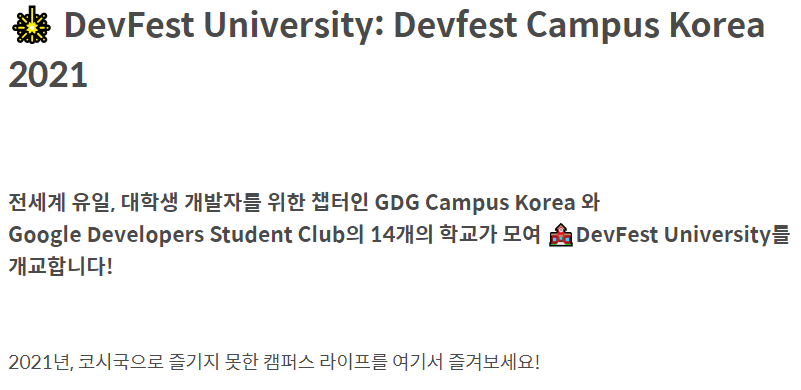 DevFest University: Devfest Campus Korea
2021
전세계 유일, 대학생 개발자를 위한 챕터인 GDG Campus Korea 와
Google Developers Student Club의 14개의 학교가 모여 DevFest University를
개교합니다!
2021년, 코시국으로 즐기지 못한 캠퍼스 라이프를 여기서 즐겨보세요!